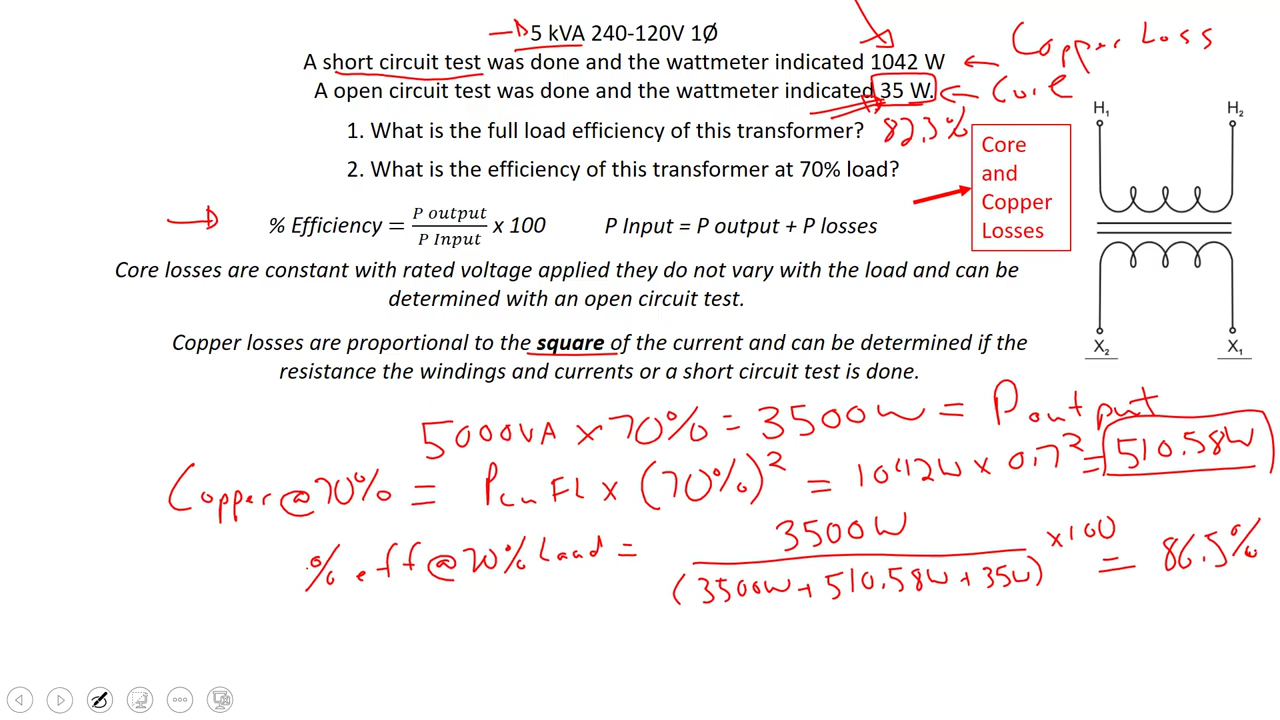 → 5 kVA 240-120V 1Ø
A short circuit test was done and the wattmeter indicated 1042 W ← Copper Loss
A open circuit test was done and the wattmeter indicated 35 W. ← Core
1. What is the full load efficiency of this transformer? 82.3%
2. What is the efficiency of this transformer at 70% load?
Core
and
Copper
Losses
H1 H2
X2 X1
% Efficiency = P output / P Input x 100 P Input = P output + P losses
Core losses are constant with rated voltage applied they do not vary with the load and can be
determined with an open circuit test.
Copper losses are proportional to the square of the current and can be determined if the
resistance the windings and currents or a short circuit test is done.
5000VA x 70% = 3500W = P output
Copper@70% = Pcu FL x (70%)² = 1042W x 0.7² = 510.58W
% eff@70% Load = 3500W / (3500W + 510.58W + 35W) x100 = 86.5%